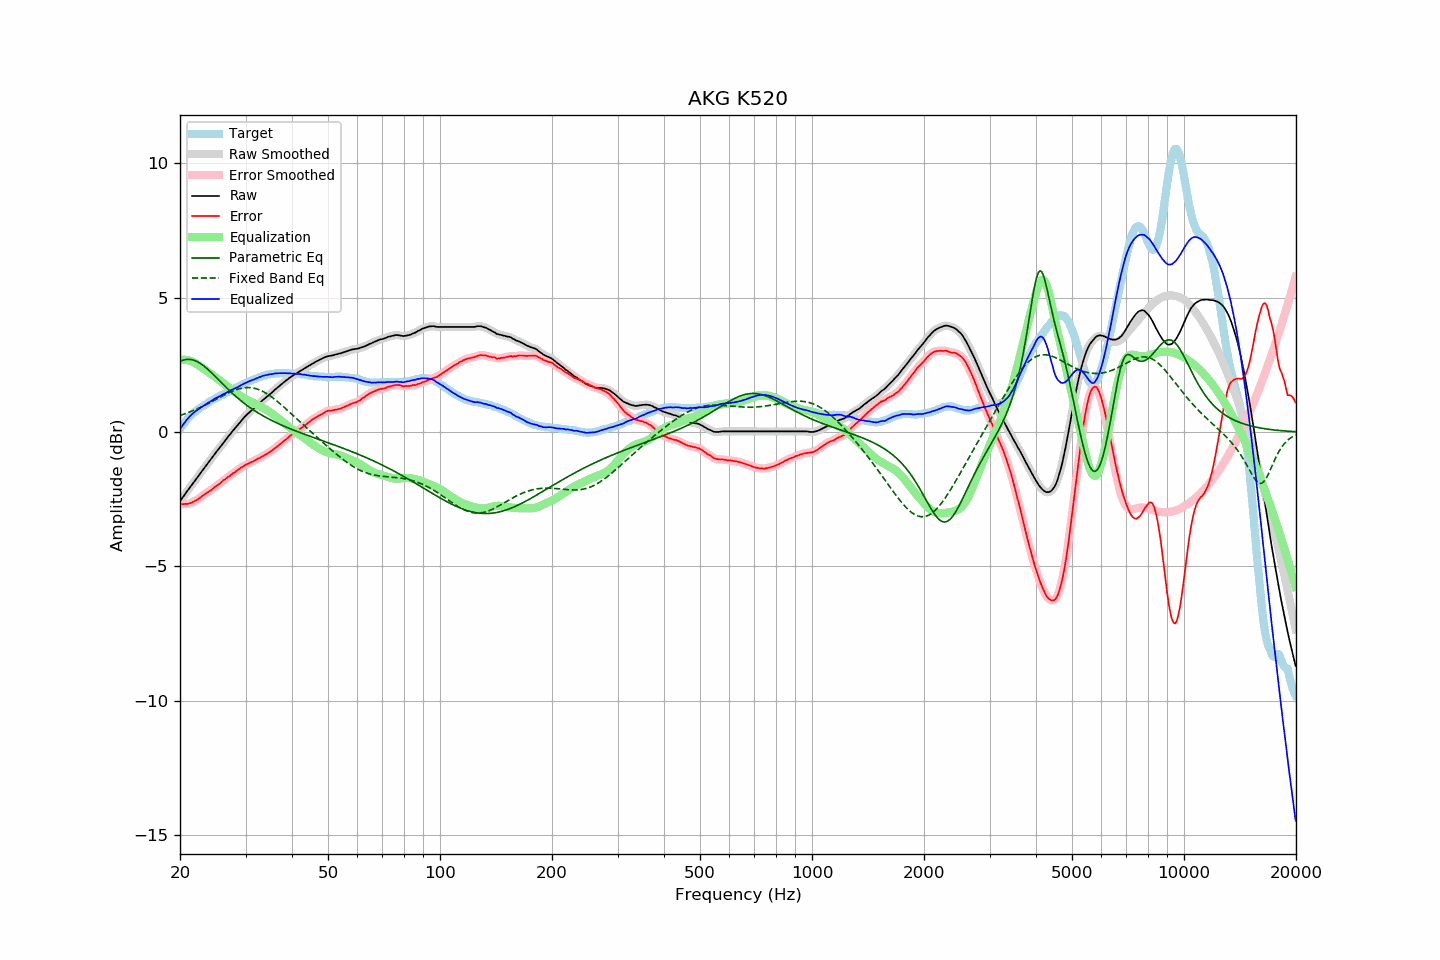 AKG K520
Target
Raw Smoothed
Error Smoothed
Raw
Error
Equalization
Parametric Eq
Fixed Band Eq
Equalized
10
5
0
−5
−10
−15
Amplitude (dBr)
20 50 100 200 500 1000 2000 5000 10000 20000
Frequency (Hz)